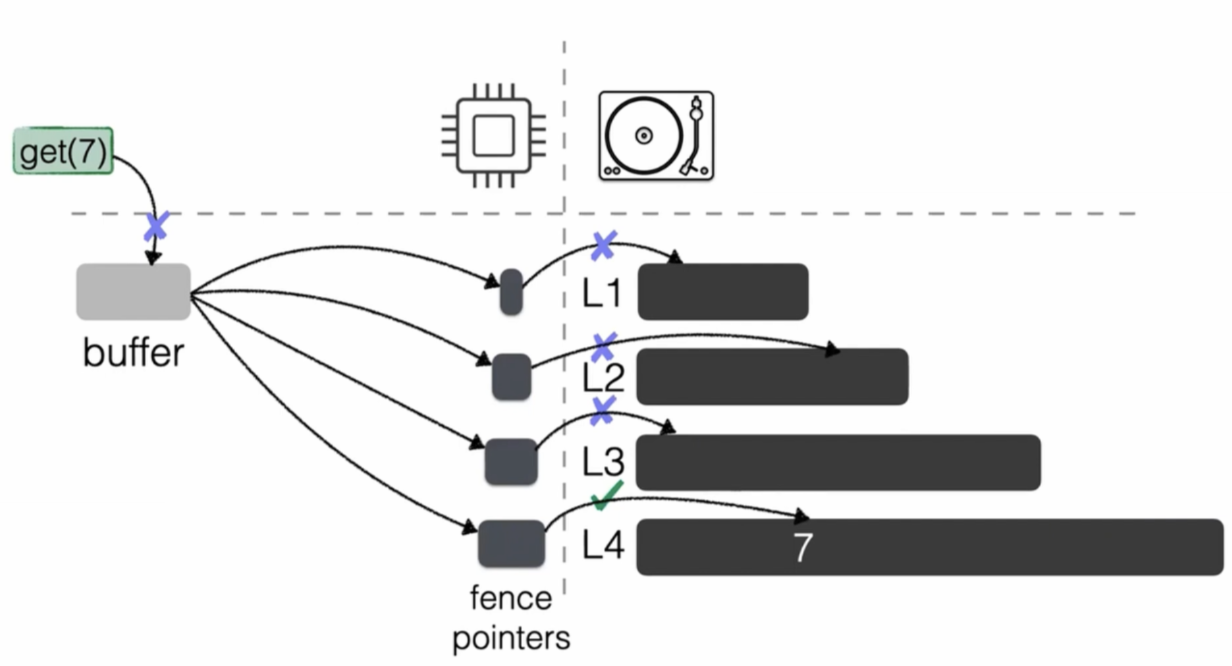 get(7)
buffer
L1
L2
L3
L4
7
fence
pointers